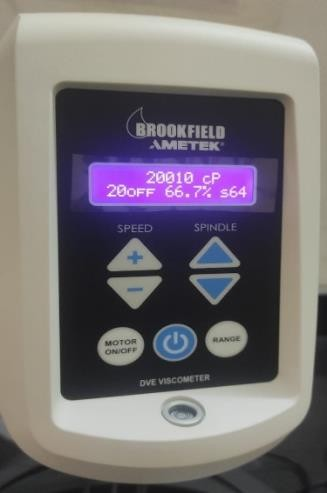 BROOKFIELD
AMETEK®
20010 cP
20OFF 66.7% s64
SPEED SPINDLE
+
−
MOTOR ON/OFF
RANGE
DVE VISCOMETER